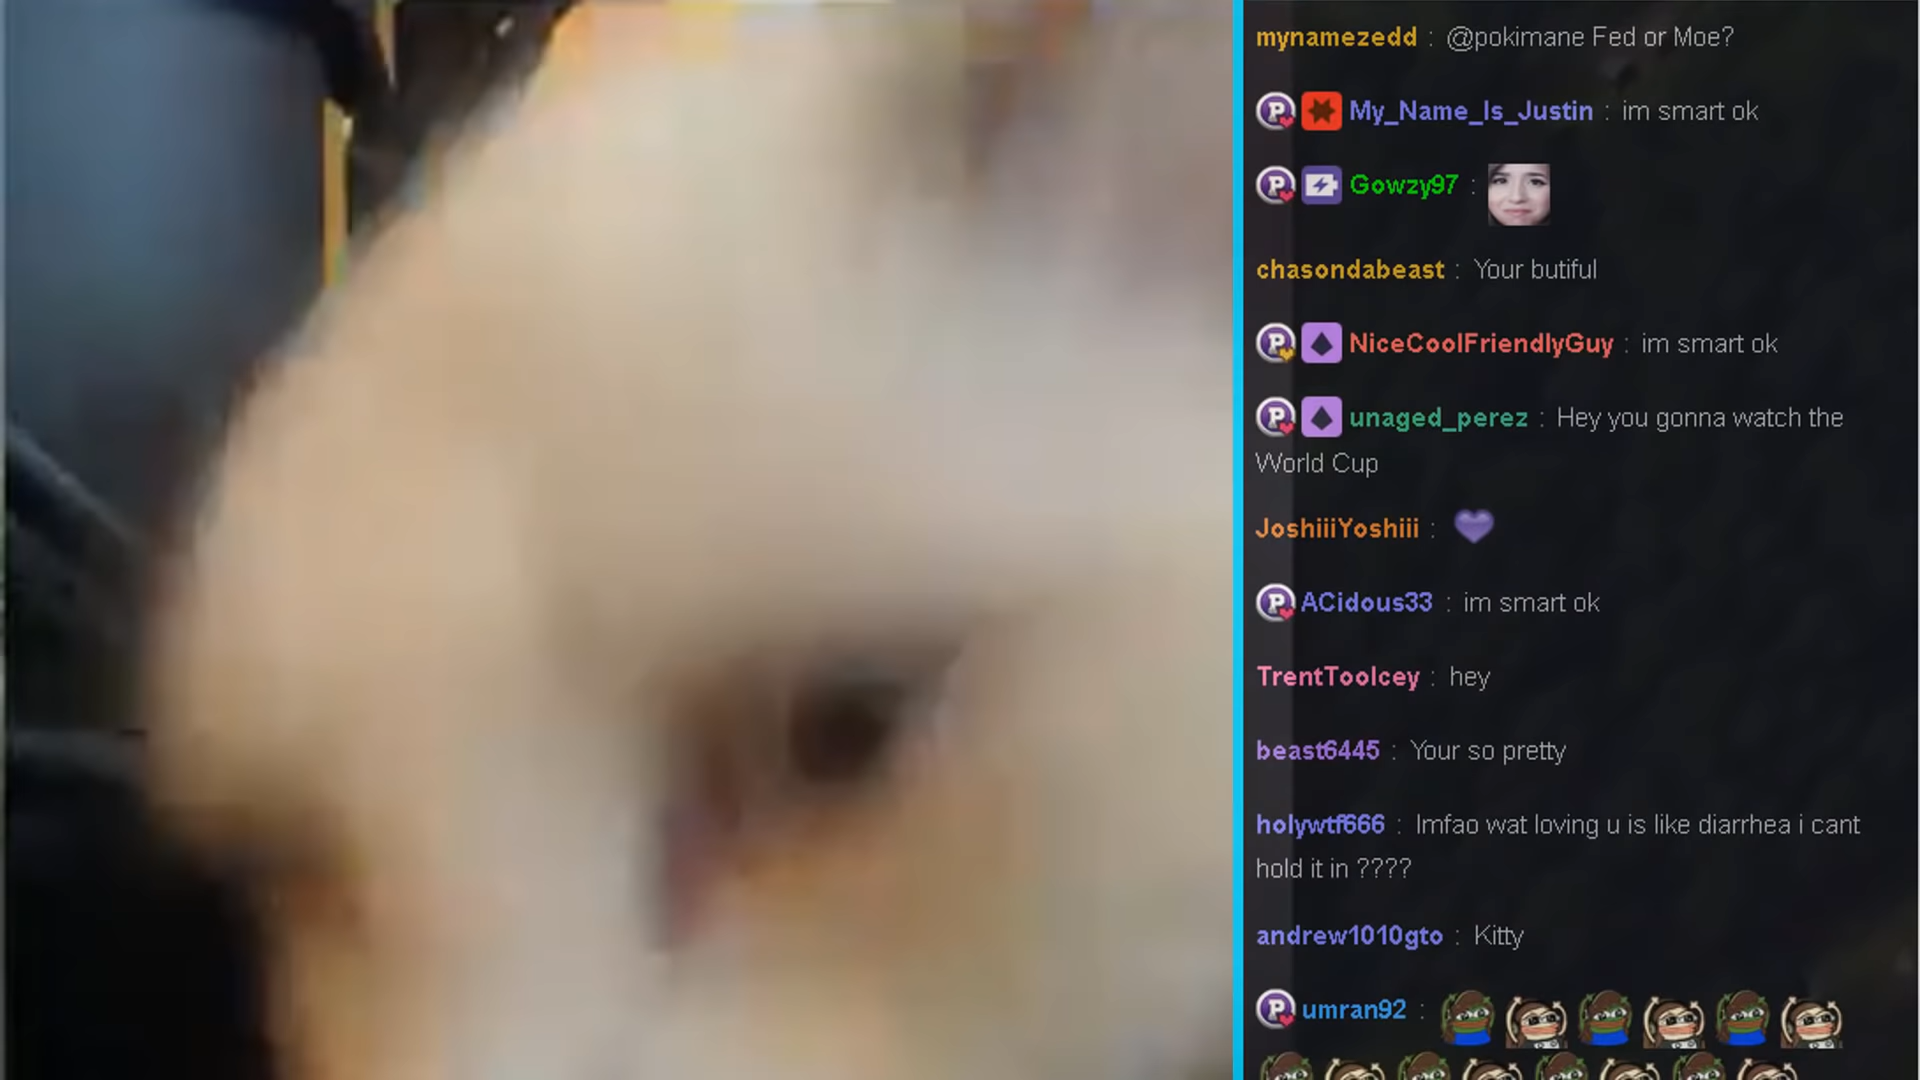 mynamezedd : @pokimane Fed or Moe?
My_Name_Is_Justin : im smart ok
Gowzy97 :
chasondabeast : Your butiful
NiceCoolFriendlyGuy : im smart ok
unaged_perez : Hey you gonna watch the
World Cup
JoshiiiYoshiii :
ACidous33 : im smart ok
TrentToolcey : hey
beast6445 : Your so pretty
holywtf666 : lmfao wat loving u is like diarrhea i cant
hold it in ????
andrew1010gto : Kitty
umran92 :